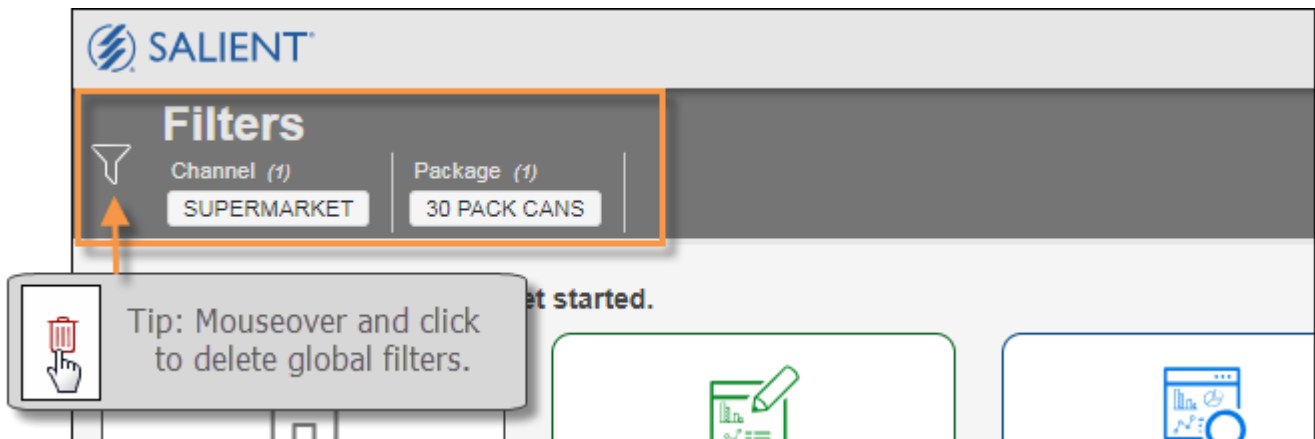 SALIENT
Filters
Channel (1)
Package (1)
SUPERMARKET
30 PACK CANS
et started.
Tip: Mouseover and click
to delete global filters.